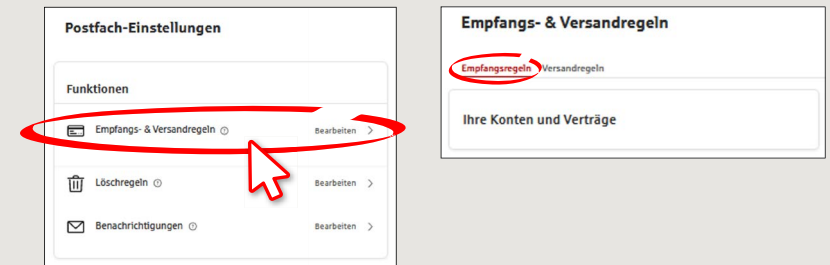 Postfach-Einstellungen
Funktionen
Empfangs- & Versandregeln Bearbeiten
Löschregeln Bearbeiten
Benachrichtigungen Bearbeiten
Empfangs- & Versandregeln
Empfangsregeln Versandregeln
Ihre Konten und Verträge